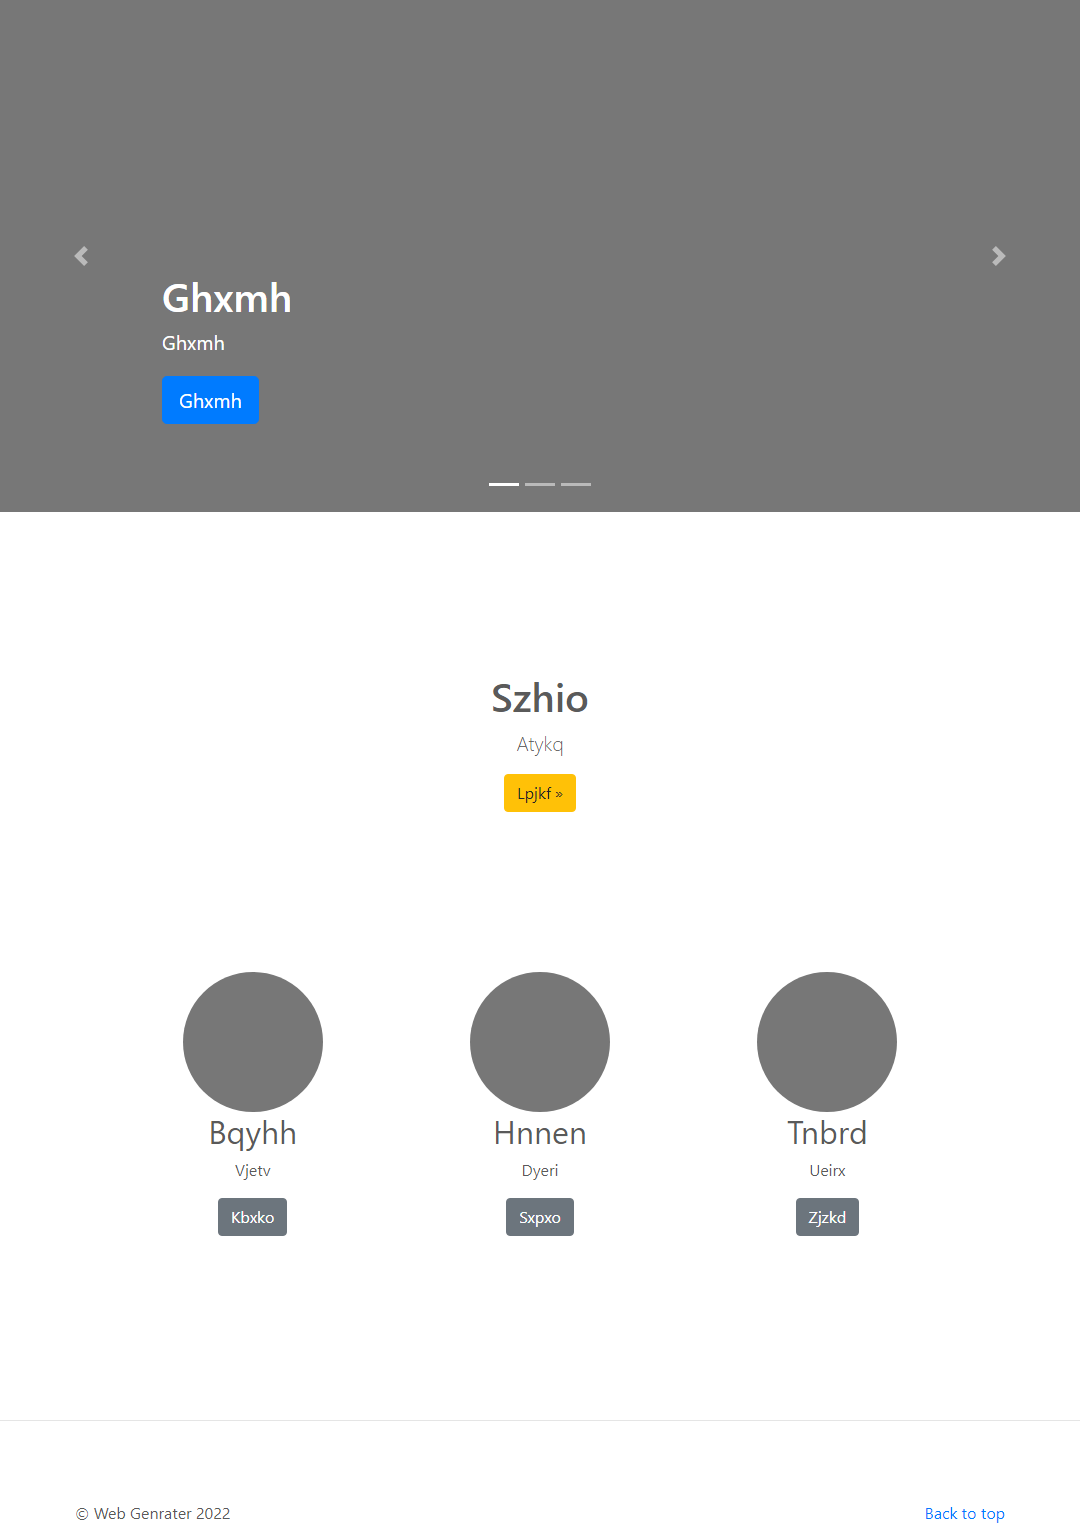 Ghxmh
Ghxmh
Ghxmh
Szhio
Atykq
Lpjkf »
Bqyhh
Hnnen
Tnbrd
Vjetv
Dyeri
Ueirx
Kbxko
Sxpxo
Zjzkd
© Web Genrater 2022
Back to top